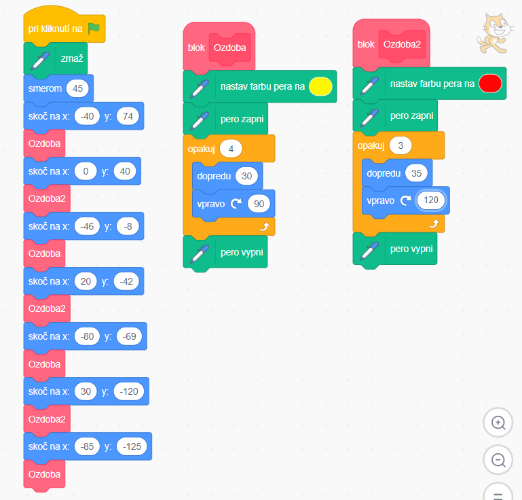 pri kliknutí na
zmaž
smerom 45
skoč na x: -40 y: 74
Ozdoba
skoč na x: 0 y: 40
Ozdoba2
skoč na x: -46 y: -8
Ozdoba
skoč na x: 20 y: -42
Ozdoba2
skoč na x: -80 y: -69
Ozdoba
skoč na x: 30 y: -120
Ozdoba2
skoč na x: -85 y: -125
Ozdoba
blok Ozdoba
nastav farbu pera na
pero zapni
opakuj 4
dopredu 30
vpravo 90
pero vypni
blok Ozdoba2
nastav farbu pera na
pero zapni
opakuj 3
dopredu 35
vpravo 120
pero vypni